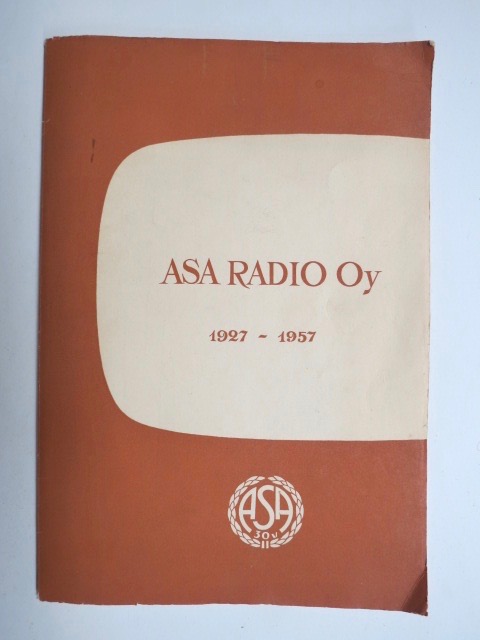 ASA RADIO Oy
1927 - 1957
ASA
30 v